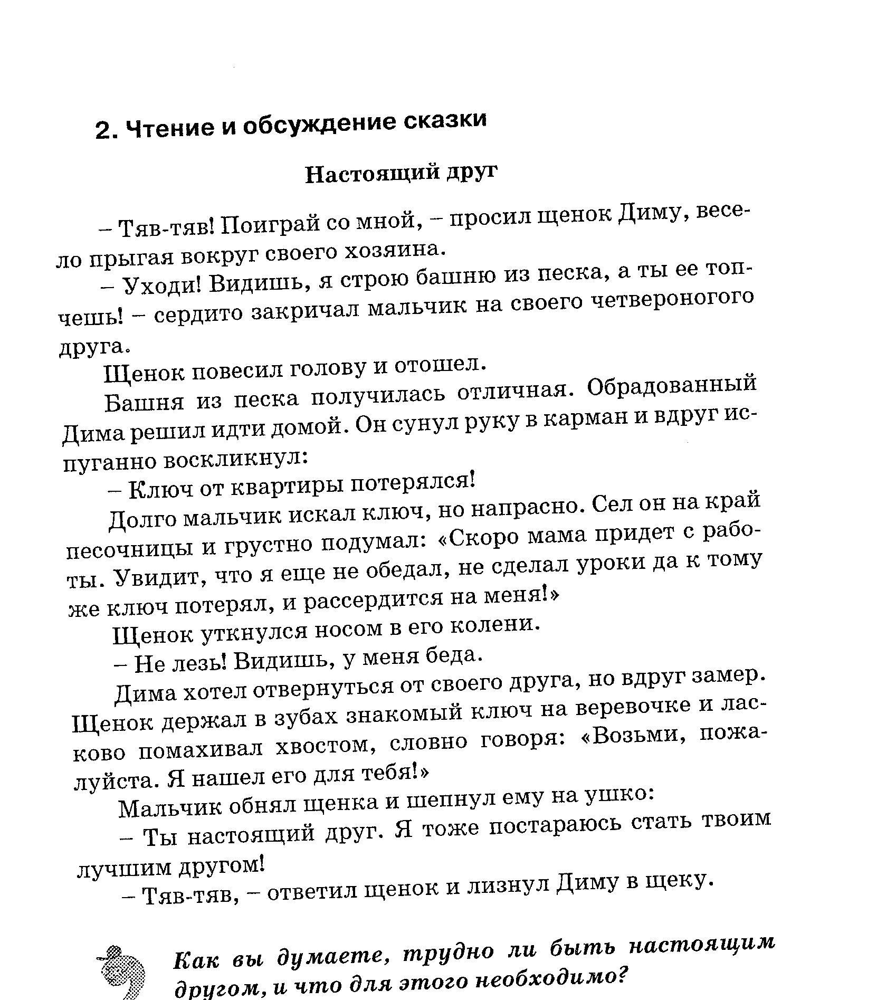 2. Чтение и обсуждение сказки
Настоящий друг
– Тяв-тяв! Поиграй со мной, – просил щенок Диму, весе-
ло прыгая вокруг своего хозяина.
– Уходи! Видишь, я строю башню из песка, а ты ее топ-
чешь! – сердито закричал мальчик на своего четвероногого
друга.
Щенок повесил голову и отошел.
Башня из песка получилась отличная. Обрадованный
Дима решил идти домой. Он сунул руку в карман и вдруг ис-
пуганно воскликнул:
– Ключ от квартиры потерялся!
Долго мальчик искал ключ, но напрасно. Сел он на край
песочницы и грустно подумал: «Скоро мама придет с рабо-
ты. Увидит, что я еще не обедал, не сделал уроки да к тому
же ключ потерял, и рассердится на меня!»
Щенок уткнулся носом в его колени.
– Не лезь! Видишь, у меня беда.
Дима хотел отвернуться от своего друга, но вдруг замер.
Щенок держал в зубах знакомый ключ на веревочке и лас-
ково помахивал хвостом, словно говоря: «Возьми, пожа-
луйста. Я нашел его для тебя!»
Мальчик обнял щенка и шепнул ему на ушко:
– Ты настоящий друг. Я тоже постараюсь стать твоим
лучшим другом!
– Тяв-тяв, – ответил щенок и лизнул Диму в щеку.
Как вы думаете, трудно ли быть настоящим
другом, и что для этого необходимо?